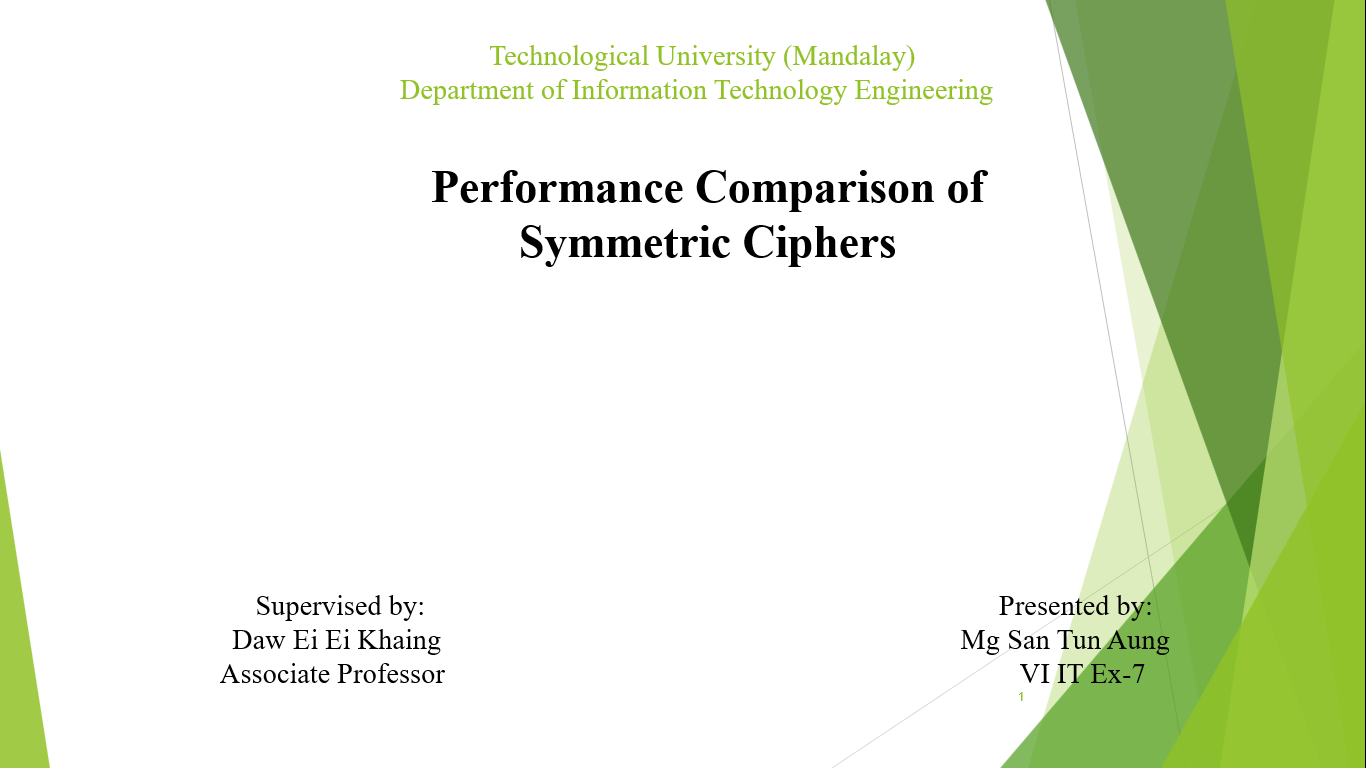 Technological University (Mandalay)
Department of Information Technology Engineering
Performance Comparison of
Symmetric Ciphers
Supervised by:
Daw Ei Ei Khaing
Associate Professor
Presented by:
Mg San Tun Aung
VI IT Ex-7
1